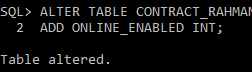 SQL> ALTER TABLE CONTRACT_RAHMAN
2 ADD ONLINE_ENABLED INT;
Table altered.